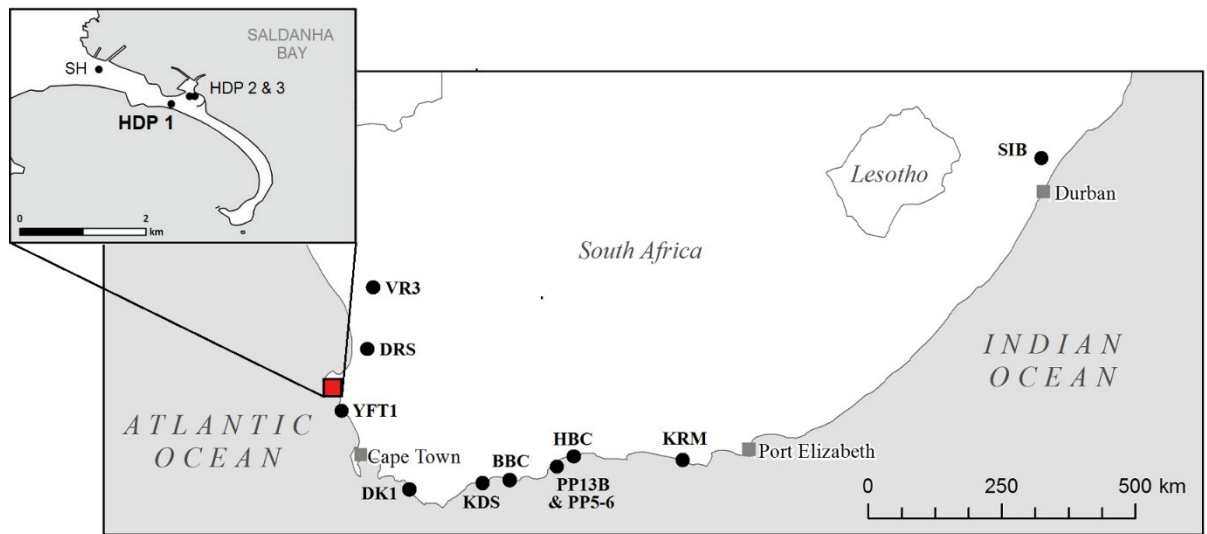 SALDANHA
BAY
SH
HDP 2 & 3
HDP 1
0 2
km
SIB
Lesotho
Durban
South Africa
VR3
DRS
INDIAN
OCEAN
YFT1
ATLANTIC
OCEAN
Cape Town
HBC
KRM
Port Elizabeth
BBC
DK1
KDS
PP13B
& PP5-6
0 250 500 km